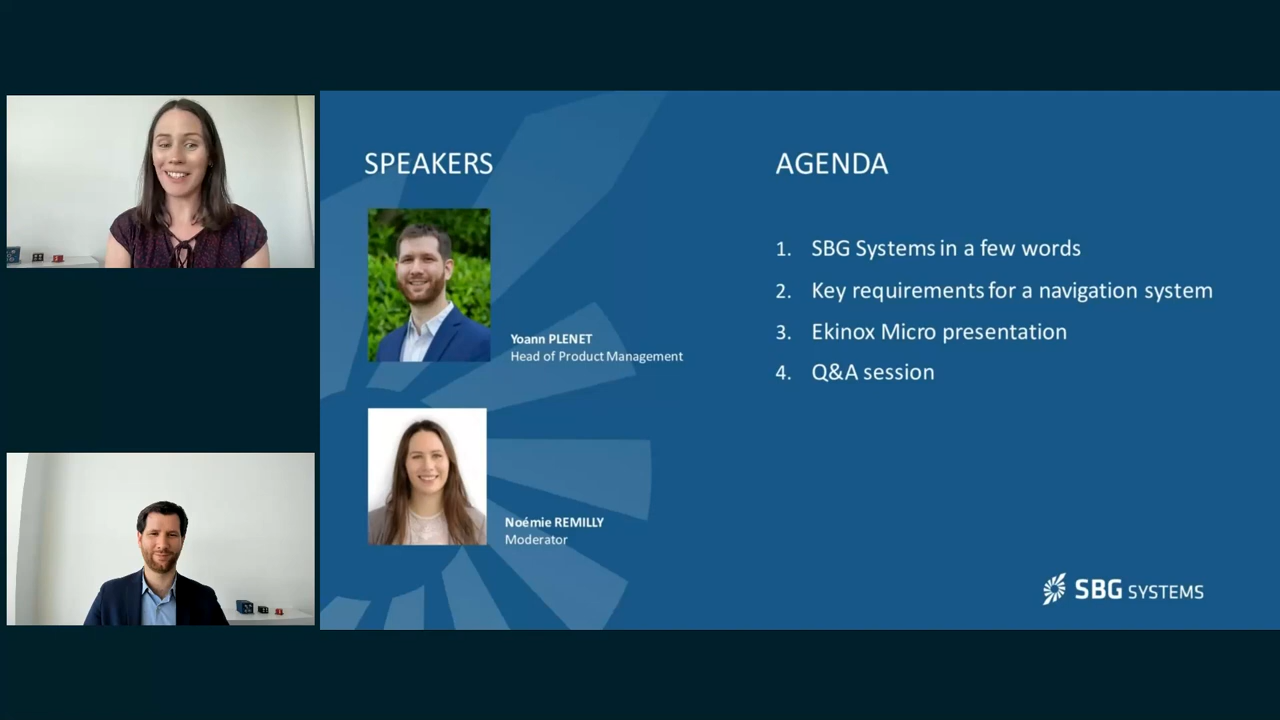 SPEAKERS
Yoann PLENET
Head of Product Management
Noémie REMILLY
Moderator
AGENDA
1. SBG Systems in a few words
2. Key requirements for a navigation system
3. Ekinox Micro presentation
4. Q&A session
SBG SYSTEMS